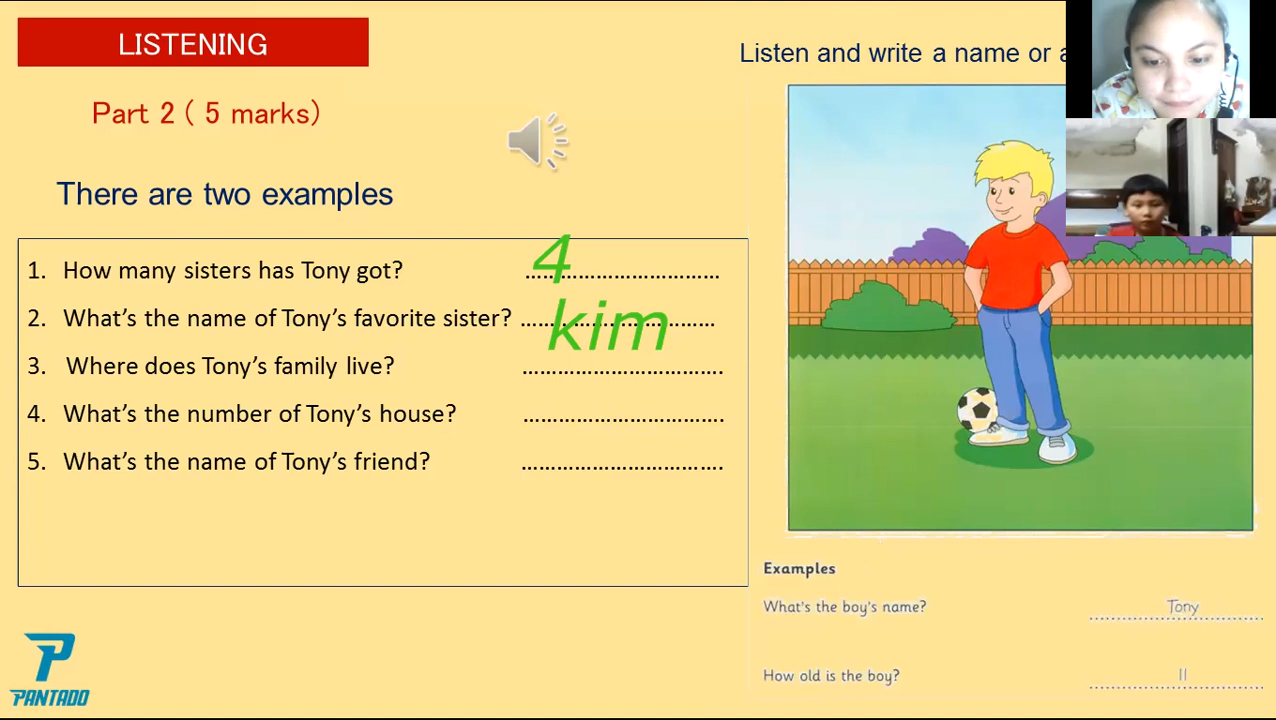 LISTENING
Listen and write a name or a
Part 2 ( 5 marks)
There are two examples
1. How many sisters has Tony got? 4
2. What's the name of Tony's favorite sister? kim
3. Where does Tony's family live? ....................................
4. What's the number of Tony's house? ....................................
5. What's the name of Tony's friend? ....................................
Examples
What's the boy's name? Tony
How old is the boy? 11
PANTADO